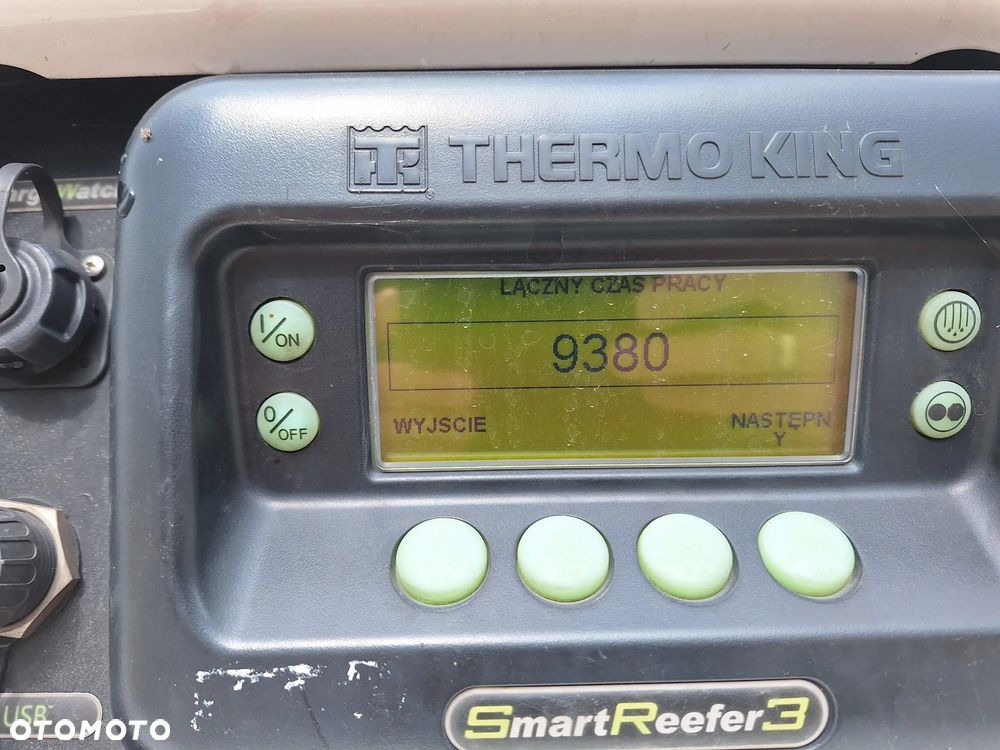 THERMO KING
ŁĄCZNY CZAS PRACY
9380
WYJSCIE
NASTĘPN
Y
I/ON
0/OFF
SmartReefer3
USB
OTOMOTO